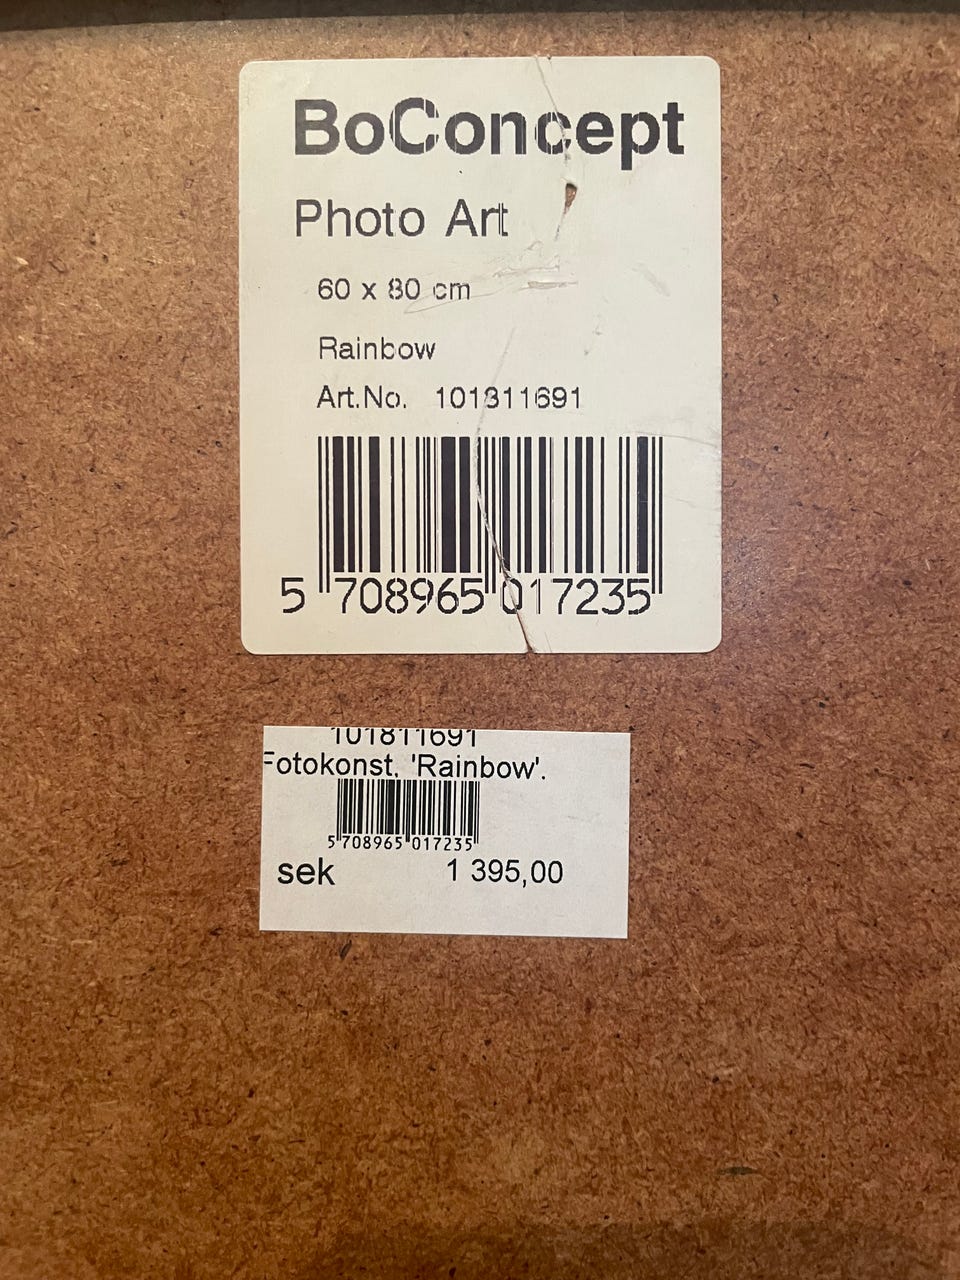 BoConcept
Photo Art
60 x 80 cm
Rainbow
Art.No. 101811691
5 708965 017235
101811691
Fotokonst, 'Rainbow'.
5 708965 017235
sek 1 395,00